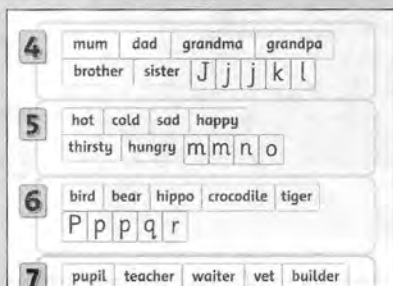 4 mum dad grandma grandpa
brother sister J j j k l
5 hot cold sad happy
thirsty hungry m m n o
6 bird bear hippo crocodile tiger
P p p q r
7 pupil teacher waiter vet builder